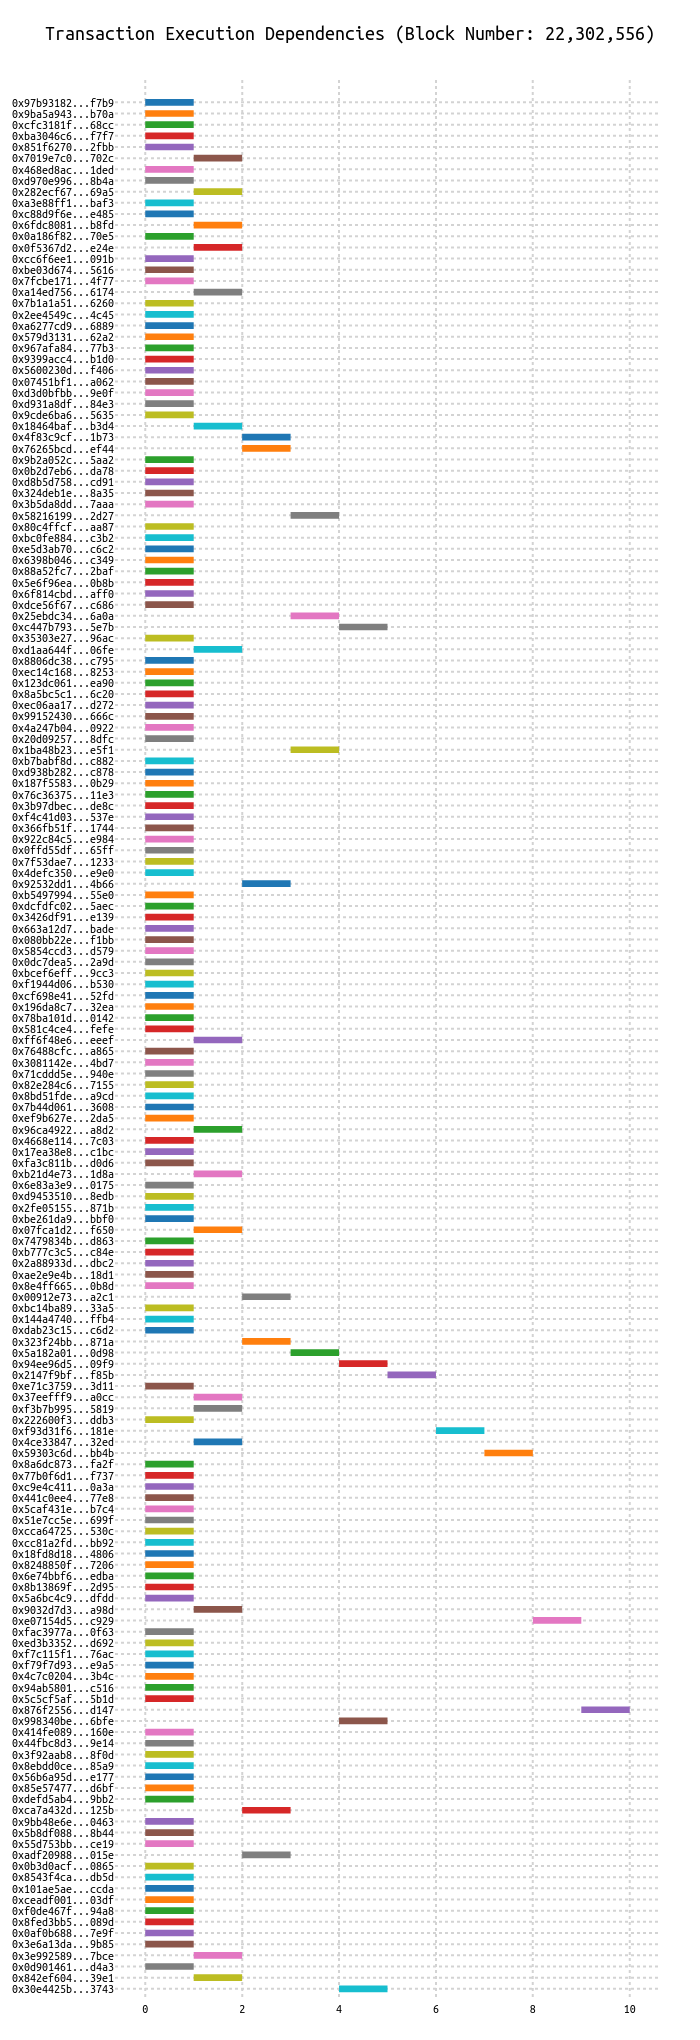 Transaction Execution Dependencies (Block Number: 22,302,556)
0x97b93182...f7b9
0x9ba5a943...b70a
0xcfc3181f...68cc
0xba3046c6...f7f7
0x851f6270...2fbb
0x7019e7c0...702c
0x468ed8ac...1ded
0xd970e996...8b4a
0x282ecf67...69a5
0xa3e88ff1...baf3
0xc88d9f6e...e485
0x6fdc8081...b8fd
0x0a186f82...70e5
0x0f5367d2...e24e
0xcc6f6ee1...091b
0xbe03d674...5616
0x7fcbe171...4f77
0xa14ed756...6174
0x7b1a1a51...6260
0x2ee4549c...4c45
0xa6277cd9...6889
0x579d3131...62a2
0x967afa84...77b3
0x9399acc4...b1d0
0x5600230d...f406
0x07451bf1...a062
0xd3d0bfbb...9e0f
0xd931a8df...84e3
0x9cde6ba6...5635
0x18464baf...b3d4
0x4f83c9cf...1b73
0x76265bcd...ef44
0x9b2a052c...5aa2
0x0b2d7eb6...da78
0xd8b5d758...cd91
0x324deb1e...8a35
0x3b5da8dd...7aaa
0x58216199...2d27
0x80c4ffcf...aa87
0xbc0fe884...c3b2
0xe5d3ab70...c6c2
0x6398b046...c349
0x88a52fc7...2baf
0x5e6f96ea...0b8b
0x6f814cbd...aff0
0xdce56f67...c686
0x25ebdc34...6a0a
0xc447b793...5e7b
0x35303e27...96ac
0xd1aa644f...06fe
0x8806dc38...c795
0xec14c168...8253
0x123dc061...ea90
0x8a5bc5c1...6c20
0xec06aa17...d272
0x99152430...666c
0x4a247b04...0922
0x20d09257...8dfc
0x1ba48b23...e5f1
0xb7babf8d...c882
0xd938b282...c878
0x187f5583...0b29
0x76c36375...11e3
0x3b97dbec...de8c
0xf4c41d03...537e
0x366fb51f...1744
0x922c84c5...e984
0x0ffd55df...65ff
0x7f53dae7...1233
0x4defc350...e9e0
0x92532dd1...4b66
0xb5497994...55e0
0xdcfdfc02...5aec
0x3426df91...e139
0x663a12d7...bade
0x080bb22e...f1bb
0x5854ccd3...d579
0x0dc7dea5...2a9d
0xbcef6eff...9cc3
0xf1944d06...b530
0xcf698e41...52fd
0x196da8c7...32ea
0x78ba101d...0142
0x581c4ce4...fefe
0xff6f48e6...eeef
0x76488cfc...a865
0x3081142e...4bd7
0x71cddd5e...940e
0x82e284c6...7155
0x8bd51fde...a9cd
0x7b44d061...3608
0xef9b627e...2da5
0x96ca4922...a8d2
0x4668e114...7c03
0x17ea38e8...c1bc
0xfa3c811b...d0d6
0xb21d4e73...1d8a
0x6e83a3e9...0175
0xd9453510...8edb
0x2fe05155...871b
0xbe261da9...bbf0
0x07fca1d2...f650
0x7479834b...d863
0xb777c3c5...c84e
0x2a88933d...dbc2
0xae2e9e4b...18d1
0x8e4ff665...0b8d
0x00912e73...a2c1
0xbc14ba89...33a5
0x144a4740...ffb4
0xdab23c15...c6d2
0x323f24bb...871a
0x5a182a01...0d98
0x94ee96d5...09f9
0x2147f9bf...f85b
0xe71c3759...3d11
0x37eefff9...a0cc
0xf3b7b995...5819
0x222600f3...ddb3
0xf93d31f6...181e
0x4ce33847...32ed
0x59303c6d...bb4b
0x8a6dc873...fa2f
0x77b0f6d1...f737
0xc9e4c411...0a3a
0x441c0ee4...77e8
0x5caf431e...b7c4
0x51e7cc5e...699f
0xcca64725...530c
0xcc81a2fd...bb92
0x18fd8d18...4806
0x8248850f...7206
0x6e74bbf6...edba
0x8b13869f...2d95
0x5a6bc4c9...dfdd
0x9032d7d3...a98d
0xe07154d5...c929
0xfac3977a...0f63
0xed3b3352...d692
0xf7c115f1...76ac
0xf79f7d93...e9a5
0x4c7c0204...3b4c
0x94ab5801...c516
0x5c5cf5af...5b1d
0x876f2556...d147
0x998340be...6bfe
0x414fe089...160e
0x44fbc8d3...9e14
0x3f92aab8...8f0d
0x8ebdd0ce...85a9
0x56b6a95d...e177
0x85e57477...d6bf
0xdefd5ab4...9bb2
0xca7a432d...125b
0x9bb48e6e...0463
0x5b8df088...8b44
0x55d753bb...ce19
0xadf20988...015e
0x0b3d0acf...0865
0x8543f4ca...db5d
0x101ae5ae...ccda
0xceadf001...03df
0xf0de467f...94a8
0x8fed3bb5...089d
0x0af0b688...7e9f
0x3e6a13da...9b85
0x3e992589...7bce
0x0d901461...d4a3
0x842ef604...39e1
0x30e4425b...3743
0 2 4 6 8 10